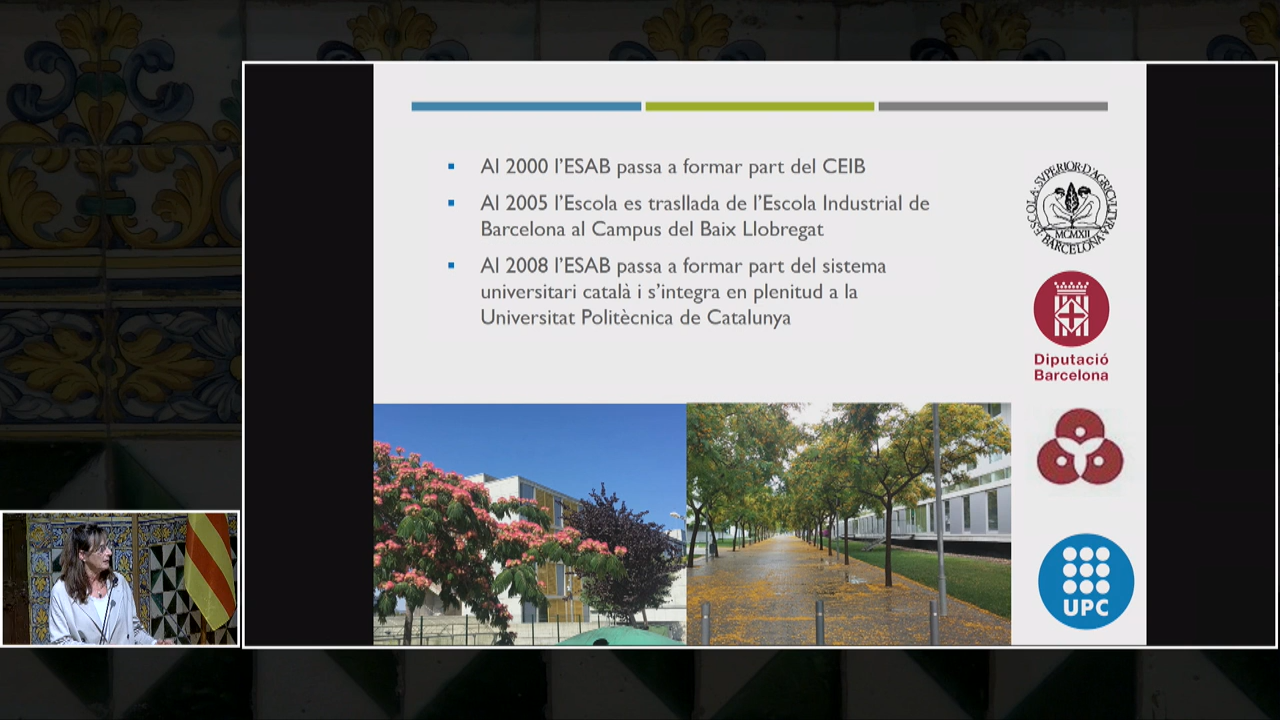 Al 2000 l'ESAB passa a formar part del CEIB
Al 2005 l'Escola es trasllada de l'Escola Industrial de
Barcelona al Campus del Baix Llobregat
Al 2008 l'ESAB passa a formar part del sistema
universitari català i s'integra en plenitud a la
Universitat Politècnica de Catalunya
ESCOLA·SVPERIOR·D'AGRICVLTVRA·
BARCELONA
MCMXII
Diputació
Barcelona
UPC